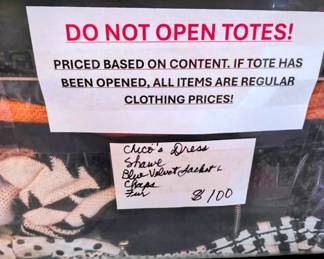 DO NOT OPEN TOTES!
PRICED BASED ON CONTENT. IF TOTE HAS
BEEN OPENED, ALL ITEMS ARE REGULAR
CLOTHING PRICES!
Chico's Dress
Shawl
Blue Velvet Jacket &
Chaps
Fur $100